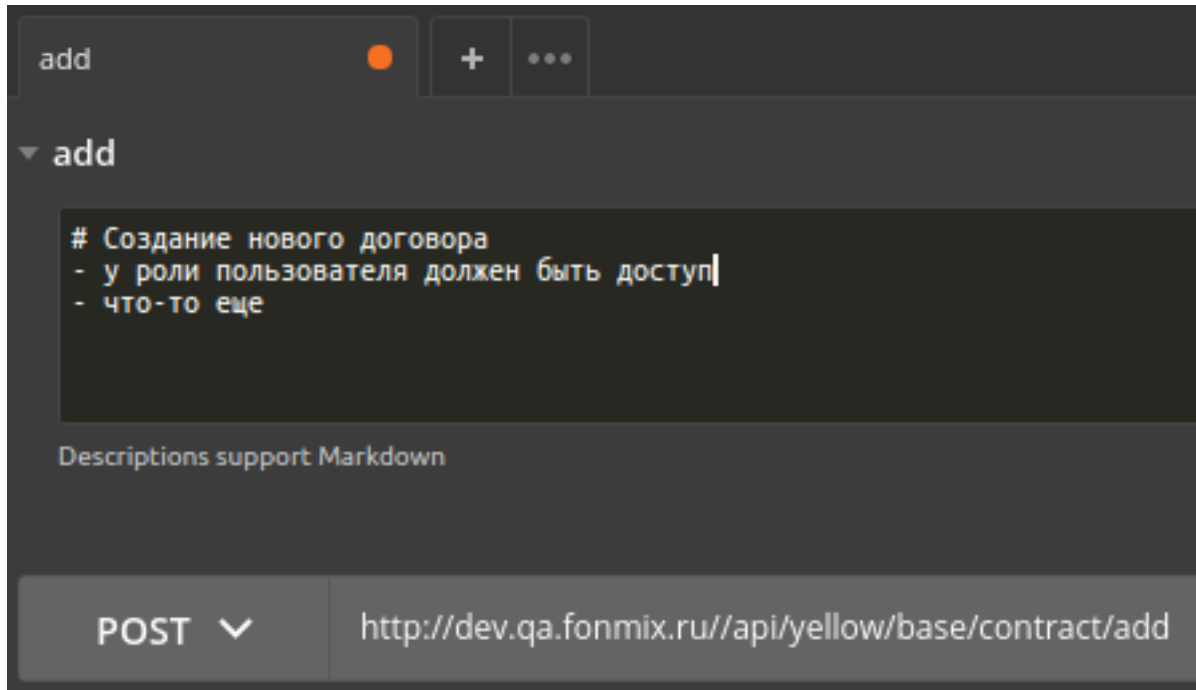 add
+ •••
add
# Создание нового договора
- у роли пользователя должен быть доступ
- что-то еще
Descriptions support Markdown
POST http://dev.qa.fonmix.ru//api/yellow/base/contract/add